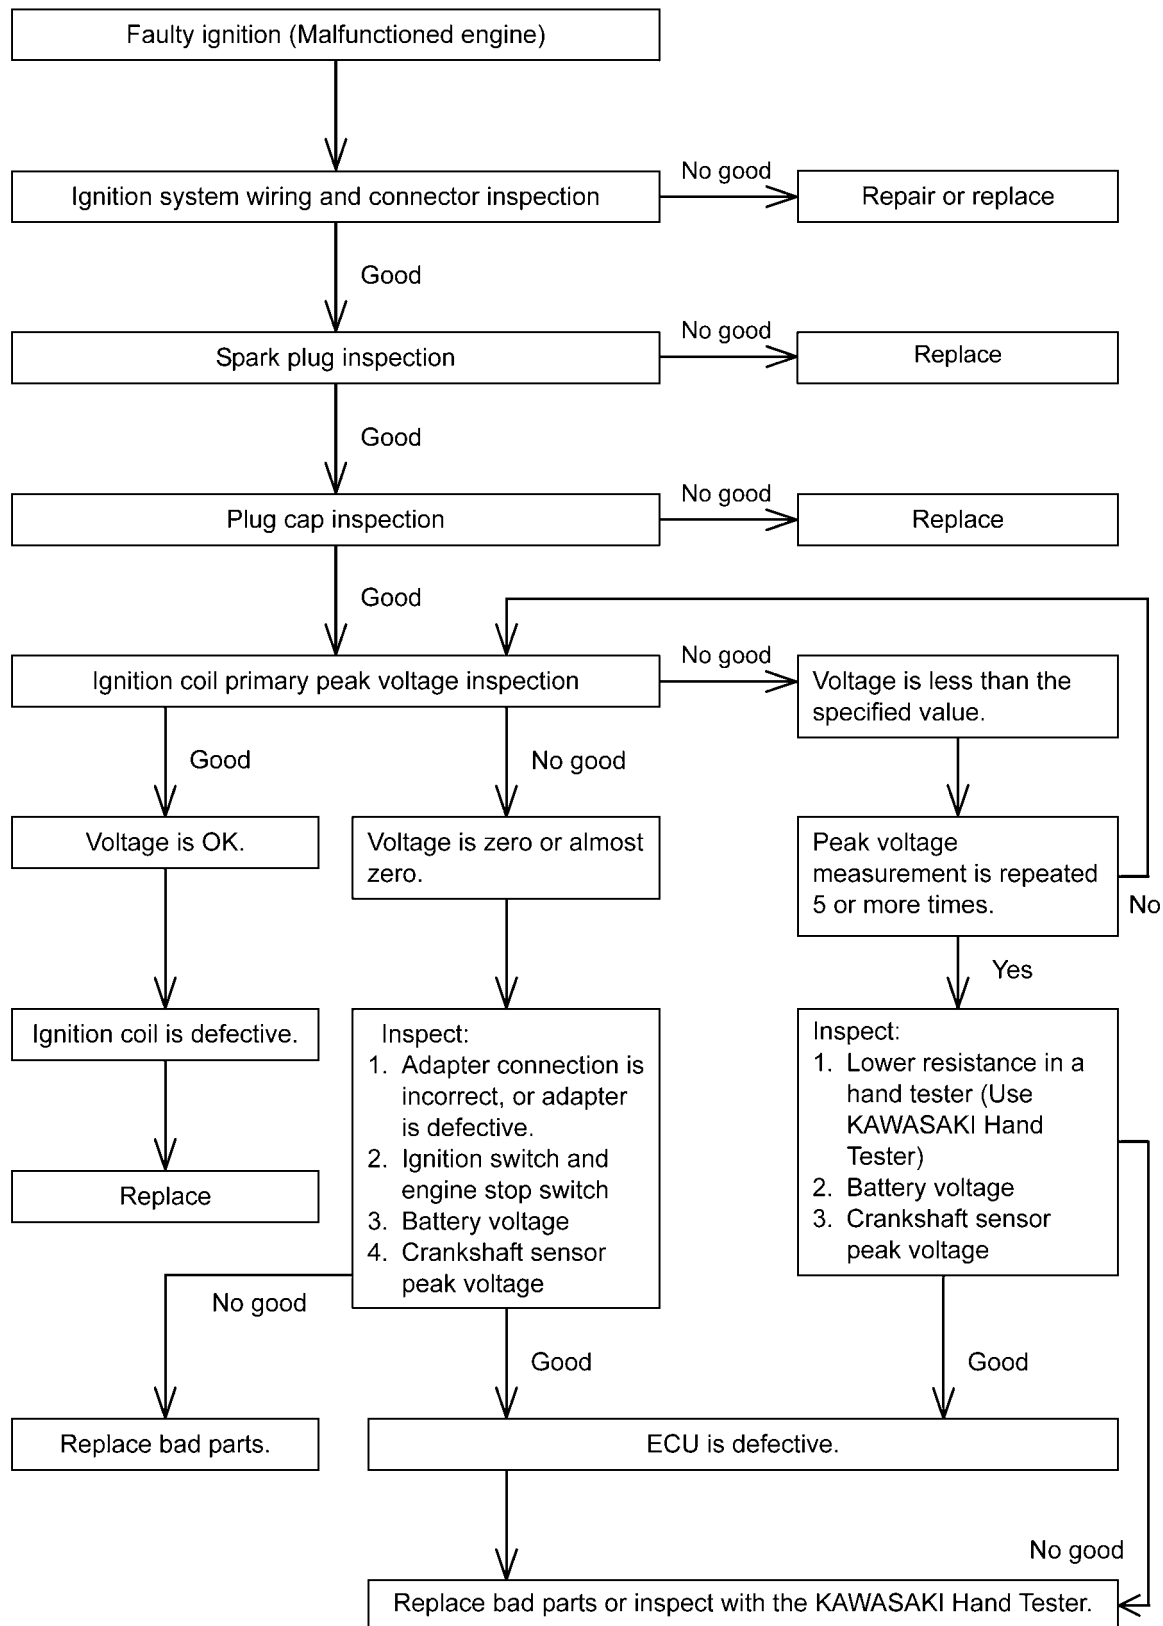 Faulty ignition (Malfunctioned engine)
Ignition system wiring and connector inspection
No good
Repair or replace
Good
Spark plug inspection
No good
Replace
Good
Plug cap inspection
No good
Replace
Good
Ignition coil primary peak voltage inspection
No good
Voltage is less than the
specified value.
Good
No good
Voltage is OK.
Voltage is zero or almost
zero.
Peak voltage
measurement is repeated
5 or more times.
No
Yes
Ignition coil is defective.
Replace
Inspect:
1. Adapter connection is
incorrect, or adapter
is defective.
2. Ignition switch and
engine stop switch
3. Battery voltage
4. Crankshaft sensor
peak voltage
Inspect:
1. Lower resistance in a
hand tester (Use
KAWASAKI Hand
Tester)
2. Battery voltage
3. Crankshaft sensor
peak voltage
No good
Good
Good
Replace bad parts.
ECU is defective.
No good
Replace bad parts or inspect with the KAWASAKI Hand Tester.